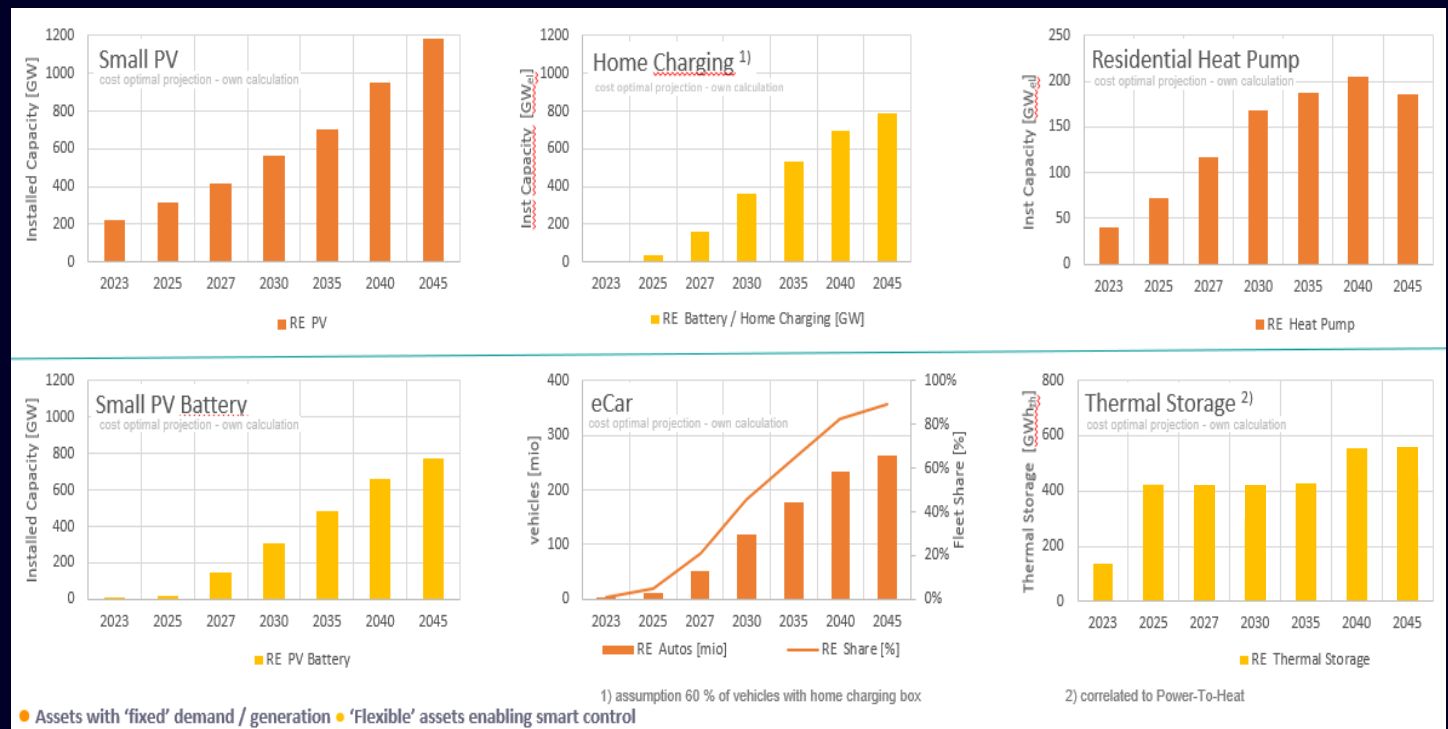 Small PV
cost optimal projection - own calculation
Installed Capacity [GW]
1200
1000
800
600
400
200
0
2023 2025 2027 2030 2035 2040 2045
RE PV
Home Charging 1)
cost optimal projection - own calculation
Inst Capacity [GWel]
1200
1000
800
600
400
200
0
2023 2025 2027 2030 2035 2040 2045
RE Battery / Home Charging [GW]
Residential Heat Pump
cost optimal projection - own calculation
Inst Capacity [GWel]
250
200
150
100
50
0
2023 2025 2027 2030 2035 2040 2045
RE Heat Pump
Small PV Battery
cost optimal projection - own calculation
Installed Capacity [GW]
1200
1000
800
600
400
200
0
2023 2025 2027 2030 2035 2040 2045
RE PV Battery
eCar
cost optimal projection - own calculation
vehicles [mio]
400
300
200
100
0
Fleet Share [%]
100%
80%
60%
40%
20%
0%
2023 2025 2027 2030 2035 2040 2045
RE Autos [mio] RE Share [%]
Thermal Storage 2)
cost optimal projection - own calculation
Thermal Storage [GWhth]
800
600
400
200
0
2023 2025 2027 2030 2035 2040 2045
RE Thermal Storage
1) assumption 60 % of vehicles with home charging box
2) correlated to Power-To-Heat
• Assets with ‘fixed’ demand / generation • ‘Flexible’ assets enabling smart control